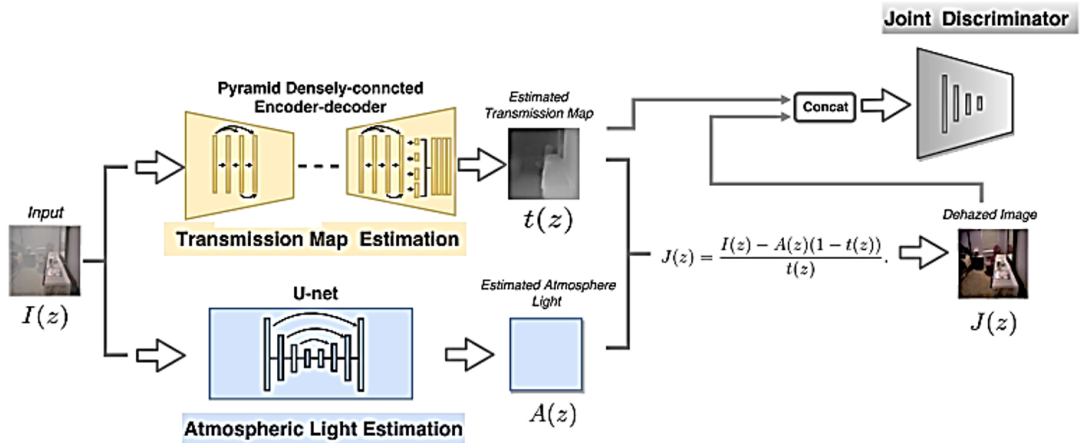 Joint Discriminator
Pyramid Densely-conncted
Encoder-decoder
Estimated
Transmission Map
Concat
Input
I(z)
Transmission Map Estimation
t(z)
Dehazed Image
J(z) = \frac{I(z) - A(z)(1 - t(z))}{t(z)}.
J(z)
U-net
Estimated Atmosphere
Light
A(z)
Atmospheric Light Estimation